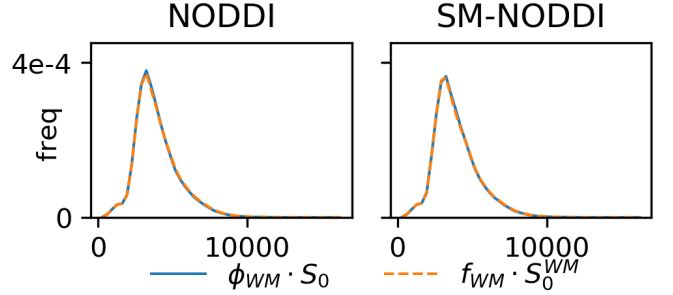 NODDI SM-NODDI
4e-4
freq
0
0 10000 0 10000
ϕ_WM · S_0 f_WM · S_0^WM